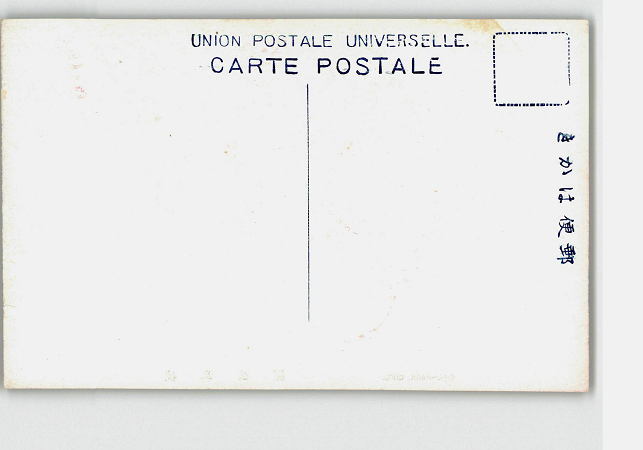 UNION POSTALE UNIVERSELLE.
CARTE POSTALE
郵便はかき